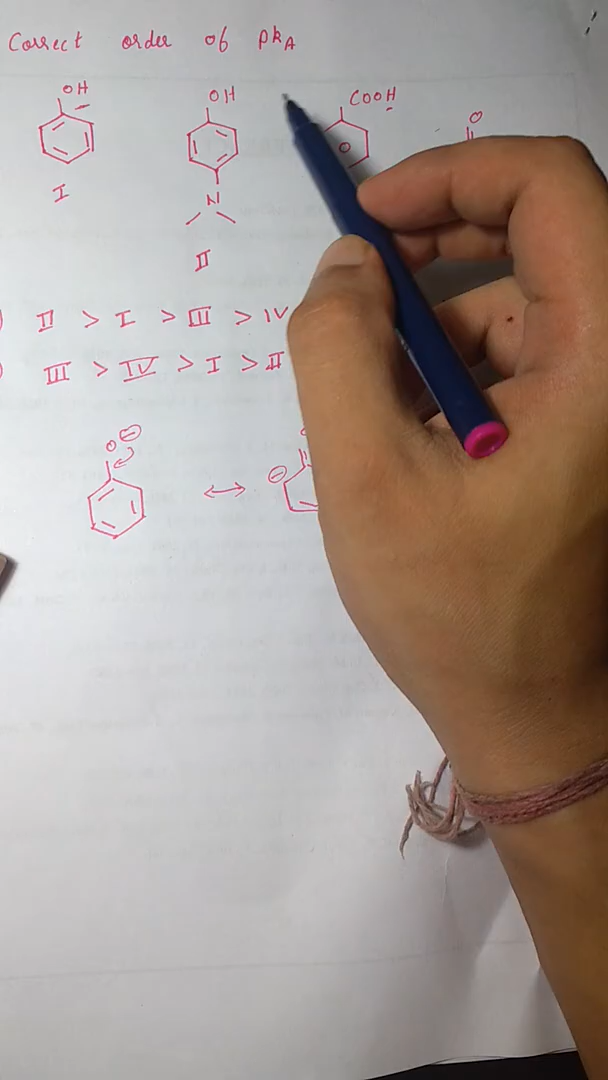 Correct order of pkA
OH OH COOH O
N
I
II
) II > I > III > IV
) III > IV > I > II
O⊖
↔ ⊖